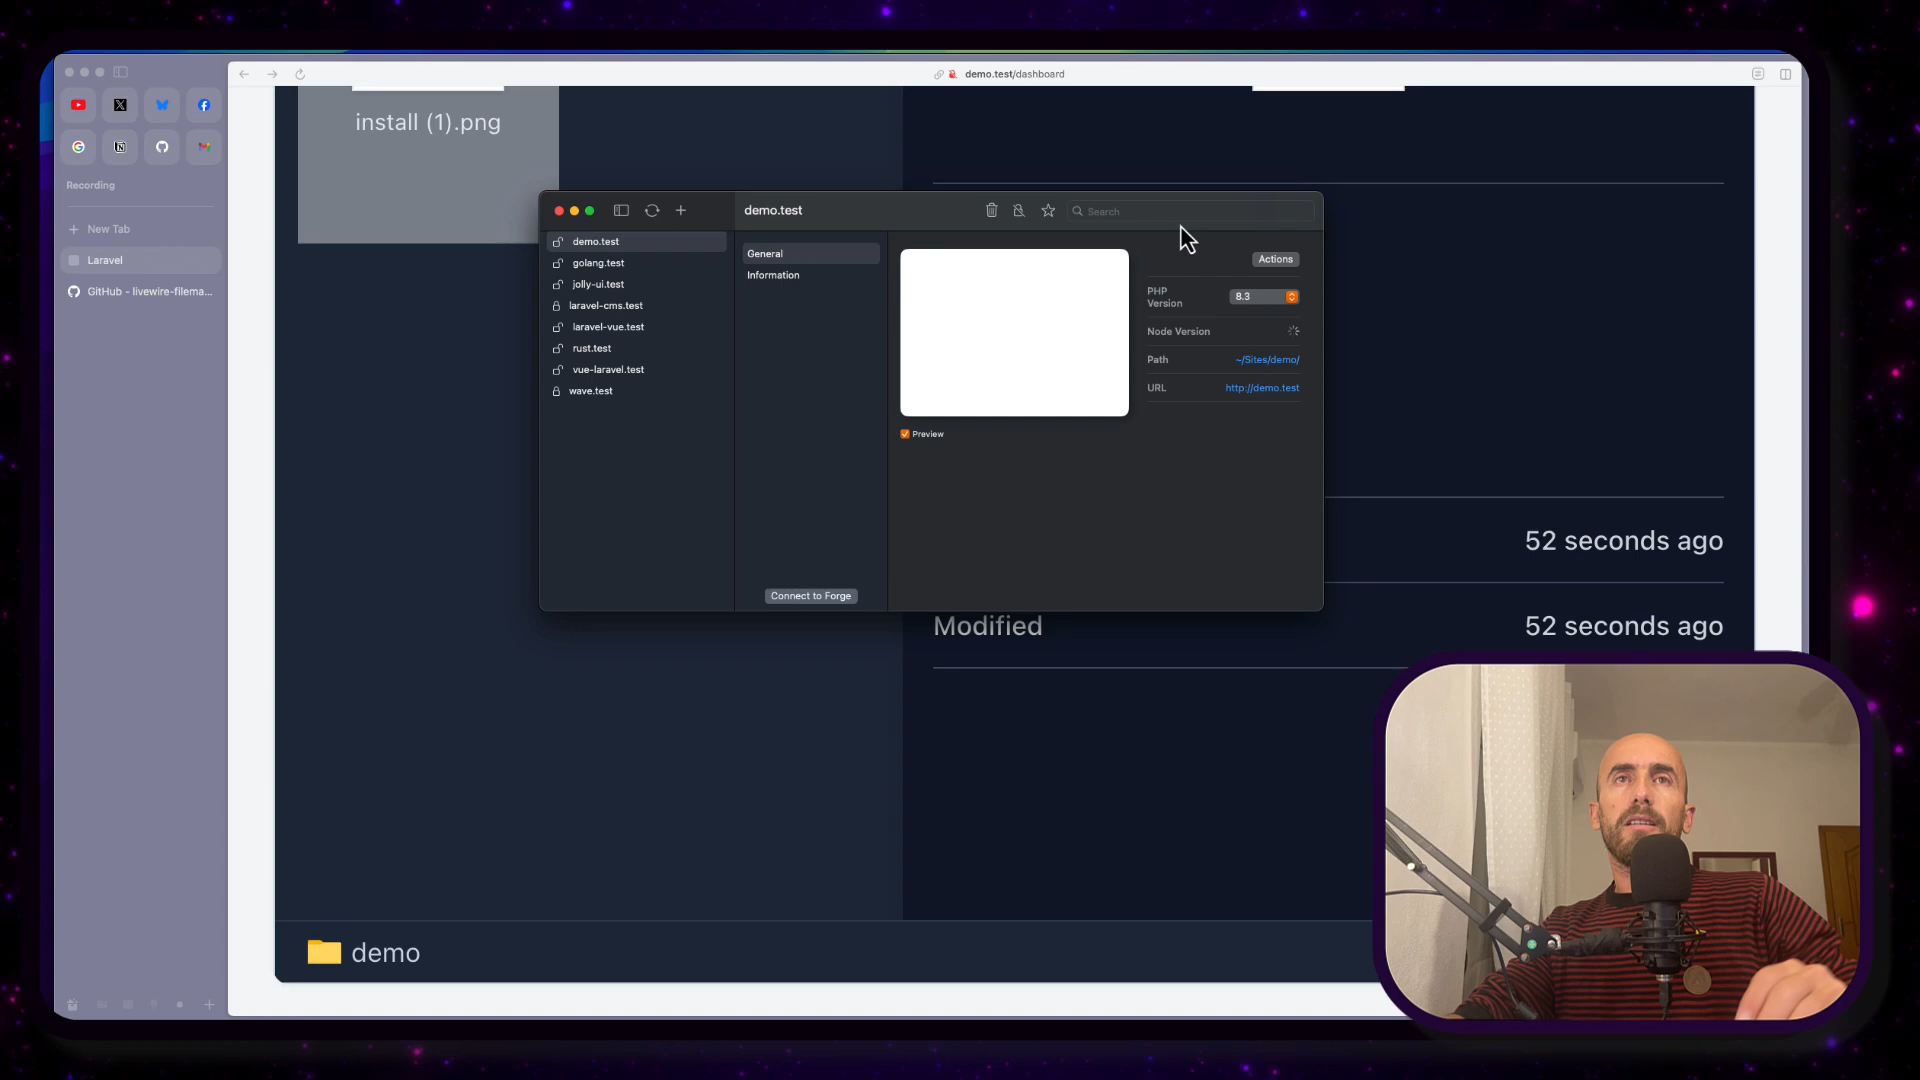 demo.test/dashboard
Recording
New Tab
Laravel
GitHub - livewire-filema...
install (1).png
demo.test
Search
demo.test
golang.test
jolly-ui.test
laravel-cms.test
laravel-vue.test
rust.test
vue-laravel.test
wave.test
General
Information
Connect to Forge
Preview
Actions
PHP
Version
8.3
Node Version
Path
~/Sites/demo/
URL
http://demo.test
52 seconds ago
Modified
52 seconds ago
demo